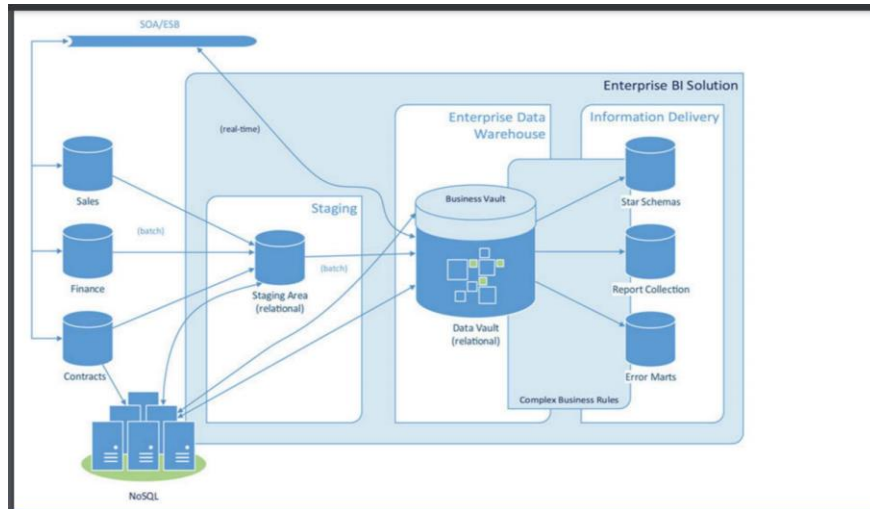 SOA/ESB
Enterprise BI Solution
(real-time)
Enterprise Data
Warehouse
Information Delivery
Business Vault
Sales
Staging
Star Schemas
(batch)
(batch)
Finance
Staging Area
(relational)
Report Collection
Data Vault
(relational)
Contracts
Error Marts
Complex Business Rules
NoSQL